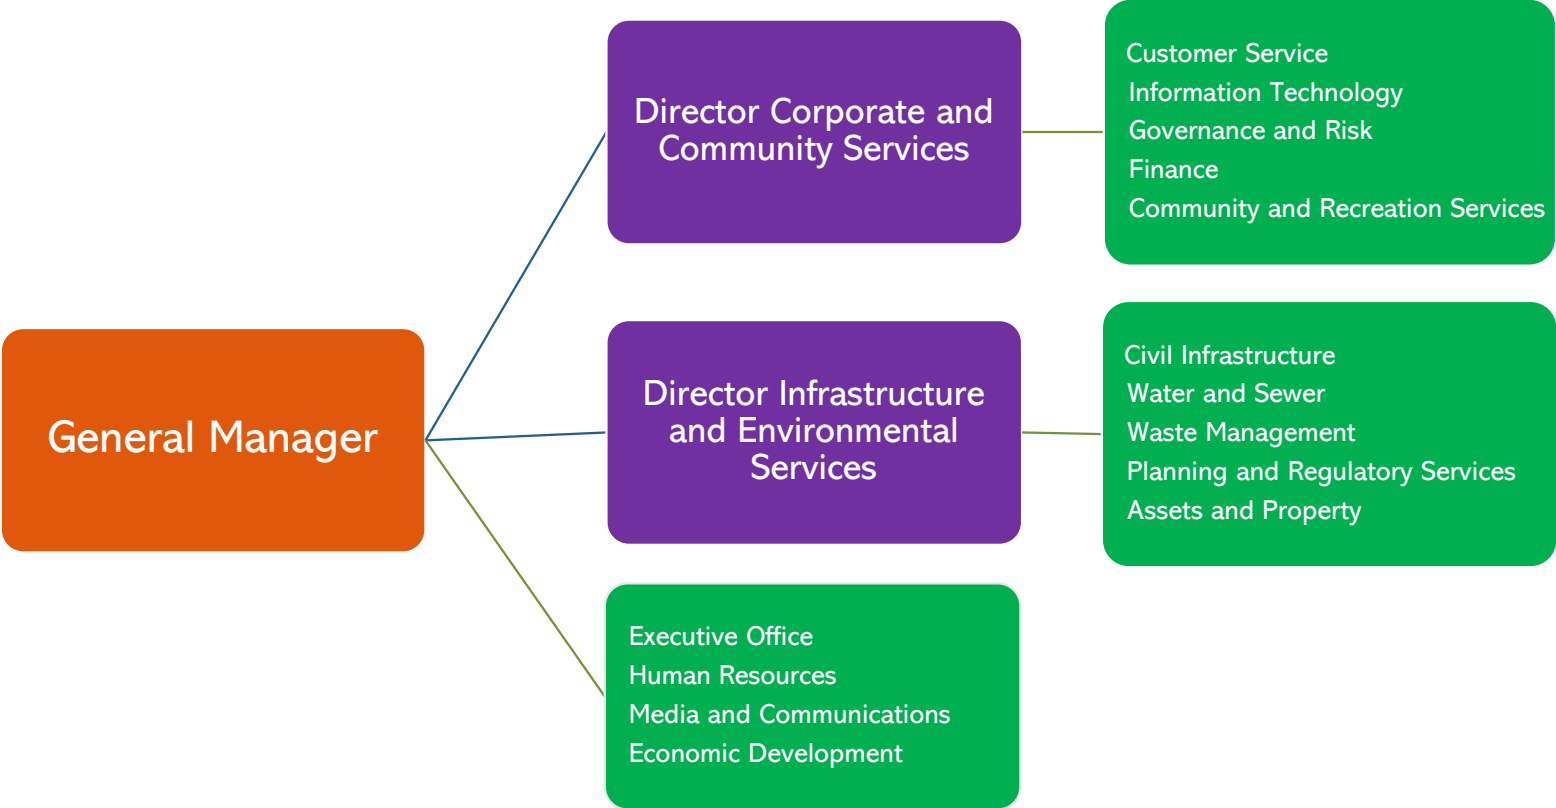 General Manager
Director Corporate and
Community Services
Customer Service
Information Technology
Governance and Risk
Finance
Community and Recreation Services
Director Infrastructure
and Environmental
Services
Civil Infrastructure
Water and Sewer
Waste Management
Planning and Regulatory Services
Assets and Property
Executive Office
Human Resources
Media and Communications
Economic Development